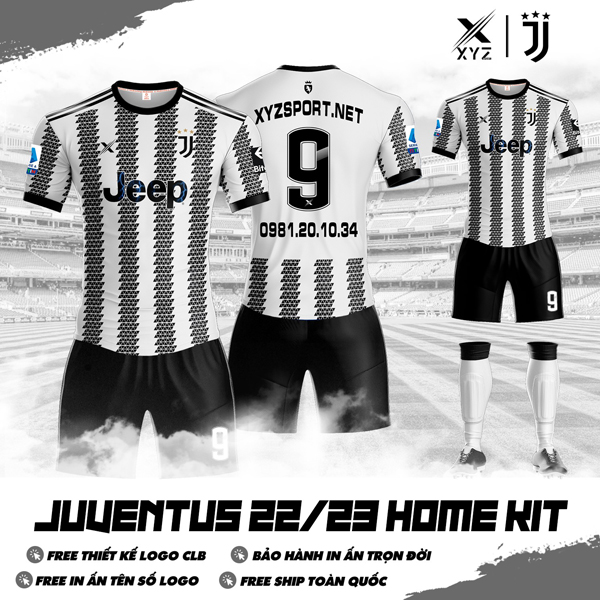 XYZ
Jeep
XYZSPORT.NET
9
0981.20.10.34
Jeep
9
9
JUVENTUS 22/23 HOME KIT
FREE THIẾT KẾ LOGO CLB
BẢO HÀNH IN ẤN TRỌN ĐỜI
FREE IN ẤN TÊN SỐ LOGO
FREE SHIP TOÀN QUỐC